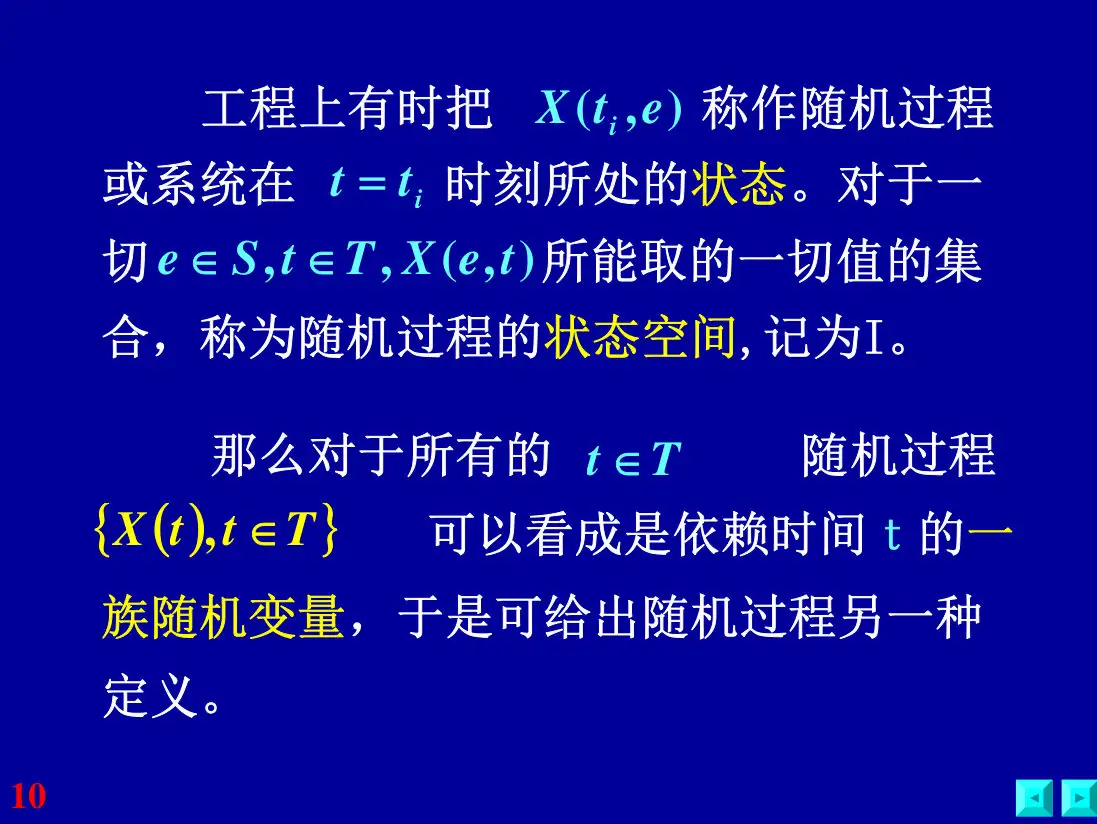 工程上有时把 X(tᵢ,e) 称作随机过程
或系统在 t = tᵢ 时刻所处的状态。对于一
切 e ∈ S, t ∈ T, X(e,t) 所能取的一切值的集
合，称为随机过程的状态空间,记为I。
那么对于所有的 t ∈ T 随机过程
{X(t), t ∈ T} 可以看成是依赖时间 t 的一
族随机变量，于是可给出随机过程另一种
定义。
10